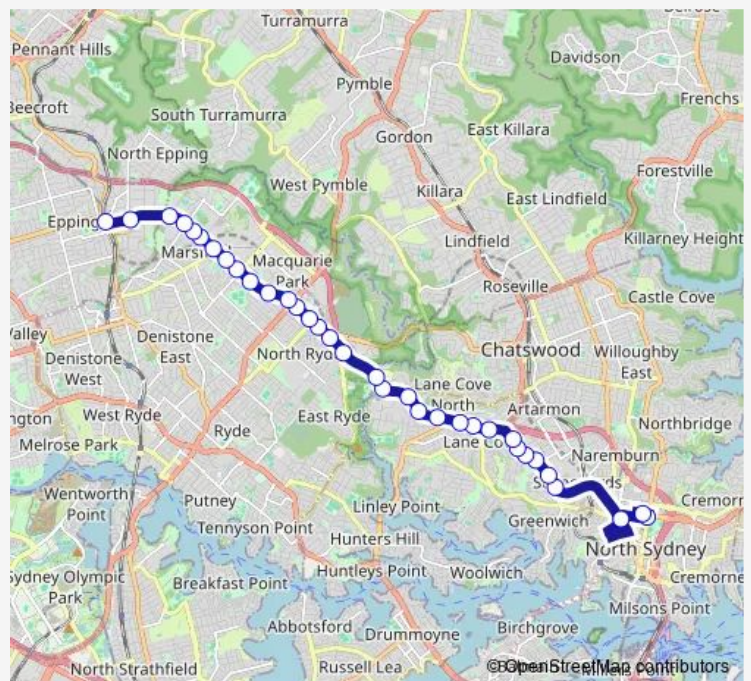 Turramurra
Pennant Hills
Davidson
Pymble
Frenchs
Beecroft
South Turramurra
Gordon
East Killara
North Epping
West Pymble
Killara
Forestville
East Lindfield
Epping
Lindfield
Killarney Height
Macquarie
Park
Roseville
Castle Cove
Valley
Denistone
East
Denistone
West
North Ryd
Chatswood
Willoughby
East
Lane Cove
North
West Ryde
East Ryde
Artarmon
Northbridge
ngton
Ryde
Melrose Park
Lane Co
Naremburn
Wentworth
Point
Putney
Linley Point
Cremorn
Tennyson Point
Greenwich
Hunters Hill
North Sydney
Sydney Olympic
Park
Breakfast Point
Huntleys Point
Woolwich
Cremorne
Milsons Point
Abbotsford
Drummoyne
Birchgrove
North Strathfield
Russell Lea
© OpenStreetMap contributors